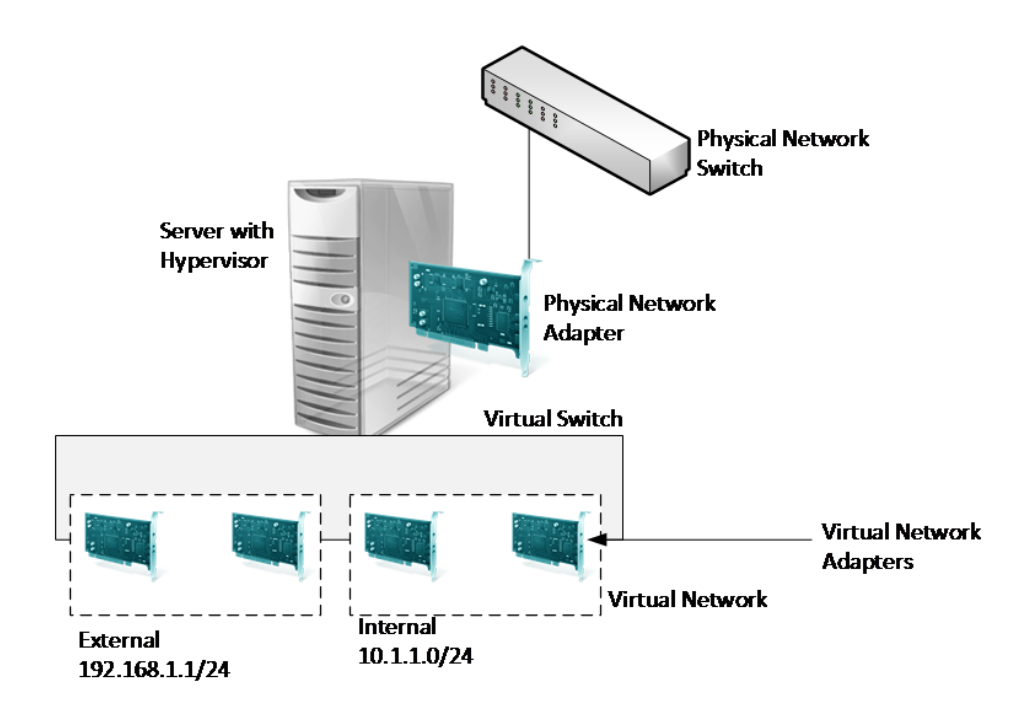 Physical Network
Switch
Server with
Hypervisor
Physical Network
Adapter
Virtual Switch
Virtual Network
Adapters
Virtual Network
External
192.168.1.1/24
Internal
10.1.1.0/24